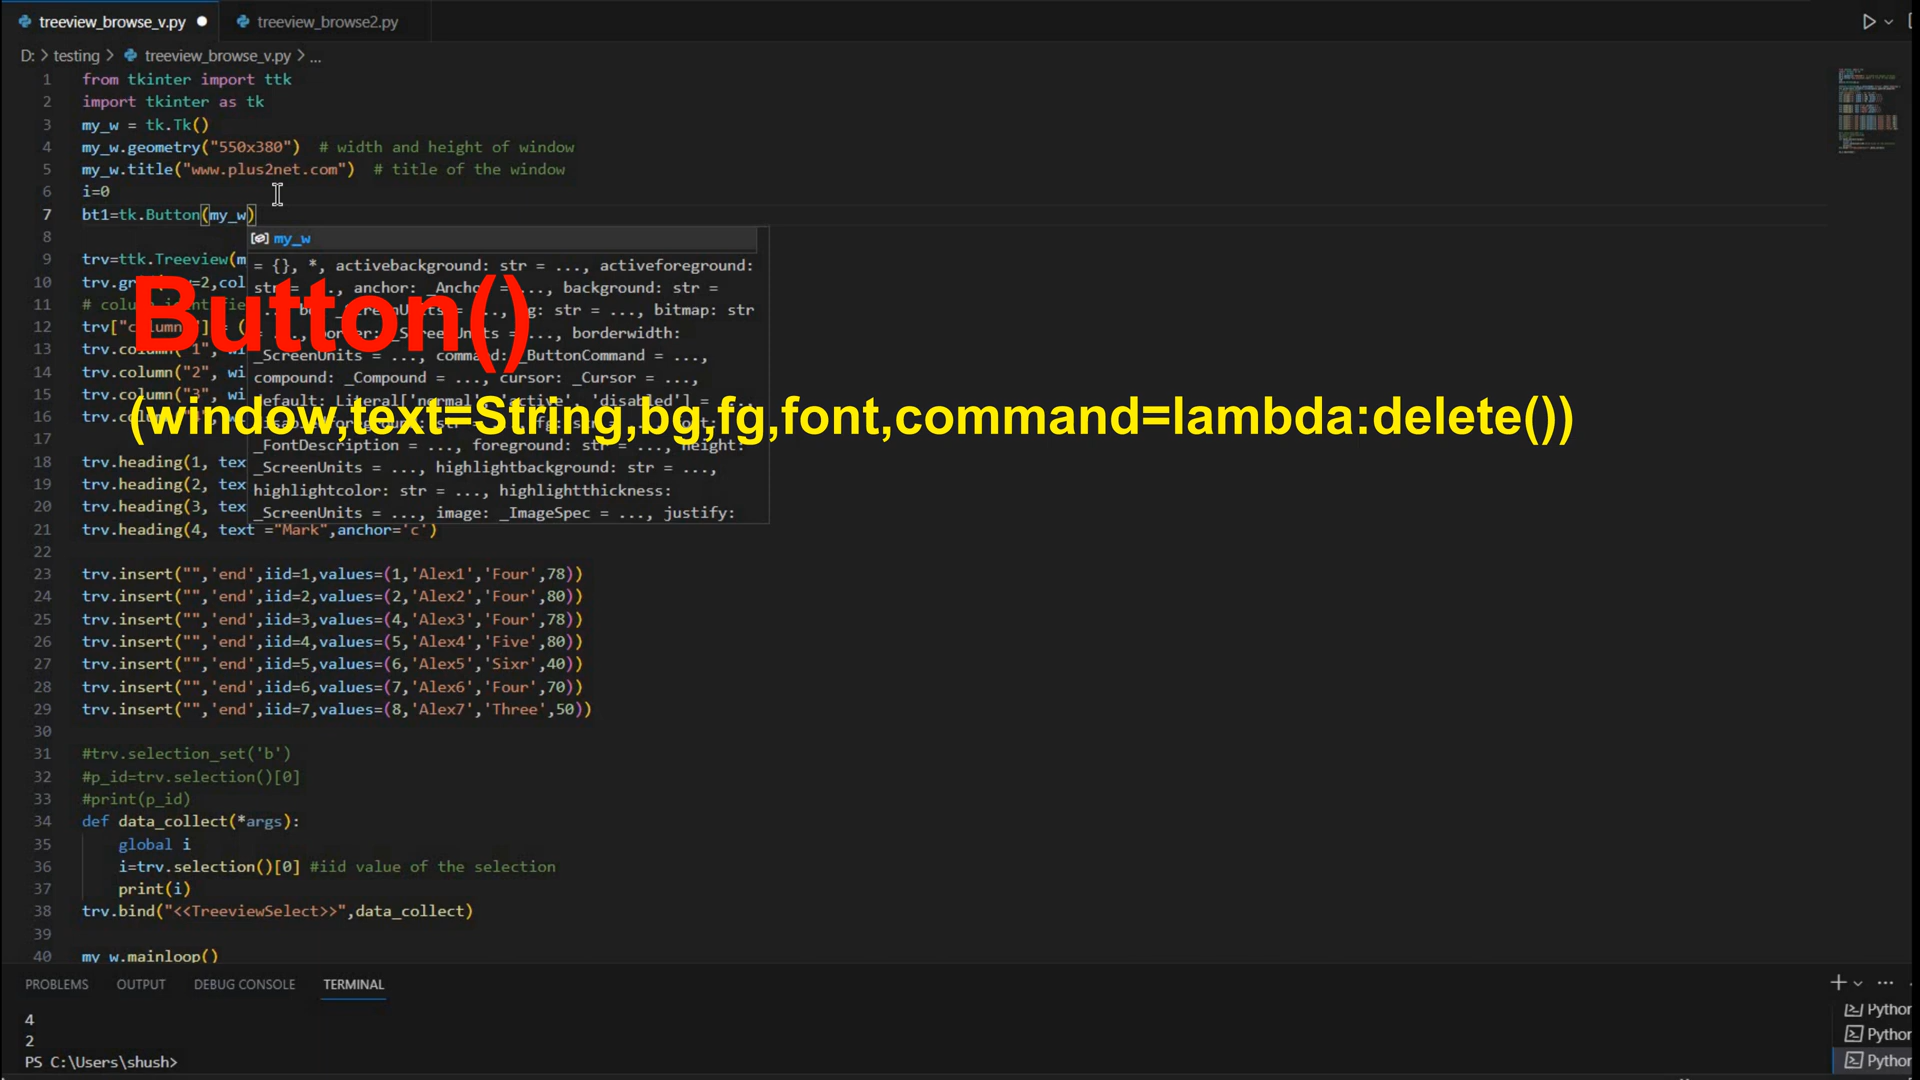 treeview_browse_v.py
treeview_browse2.py
D: > testing > treeview_browse_v.py > ...
1 from tkinter import ttk
2 import tkinter as tk
3 my_w = tk.Tk()
4 my_w.geometry("550x380")  # width and height of window
5 my_w.title("www.plus2net.com")  # title of the window
6 i=0
7 bt1=tk.Button(my_w)
8
my_w
9 trv=ttk.Treeview(m
= {}, *, activebackground: str = ..., activeforeground:
10
=2,col
str = ..., anchor: _Anchor = ..., background: str =
11
bitmap: str
12
borderwidth:
13
_ScreenUnits = ..., command: _ButtonCommand = ...,
14 trv.column("2", wi
compound: _Compound = ..., cursor: _Cursor = ...,
15
16
Button()
(window,text=String,bg,fg,font,command=lambda:delete())
17
_FontDescription = ..., foreground: str = ..., height:
18 trv.heading(1, tex
_ScreenUnits = ..., highlightbackground: str = ...,
19 trv.heading(2, tex
highlightcolor: str = ..., highlightthickness:
20 trv.heading(3, tex
_ScreenUnits = ..., image: _ImageSpec = ..., justify:
21 trv.heading(4, text ="Mark",anchor='c')
22
23 trv.insert("",'end',iid=1,values=(1,'Alex1','Four',78))
24 trv.insert("",'end',iid=2,values=(2,'Alex2','Four',80))
25 trv.insert("",'end',iid=3,values=(4,'Alex3','Four',78))
26 trv.insert("",'end',iid=4,values=(5,'Alex4','Five',80))
27 trv.insert("",'end',iid=5,values=(6,'Alex5','Sixr',40))
28 trv.insert("",'end',iid=6,values=(7,'Alex6','Four',70))
29 trv.insert("",'end',iid=7,values=(8,'Alex7','Three',50))
30
31 #trv.selection_set('b')
32 #p_id=trv.selection()[0]
33 #print(p_id)
34 def data_collect(*args):
35 global i
36 i=trv.selection()[0] #iid value of the selection
37 print(i)
38 trv.bind("<<TreeviewSelect>>",data_collect)
39
40 my_w.mainloop()
PROBLEMS OUTPUT DEBUG CONSOLE TERMINAL
4
2
PS C:\Users\shush>
Python
Python
Python